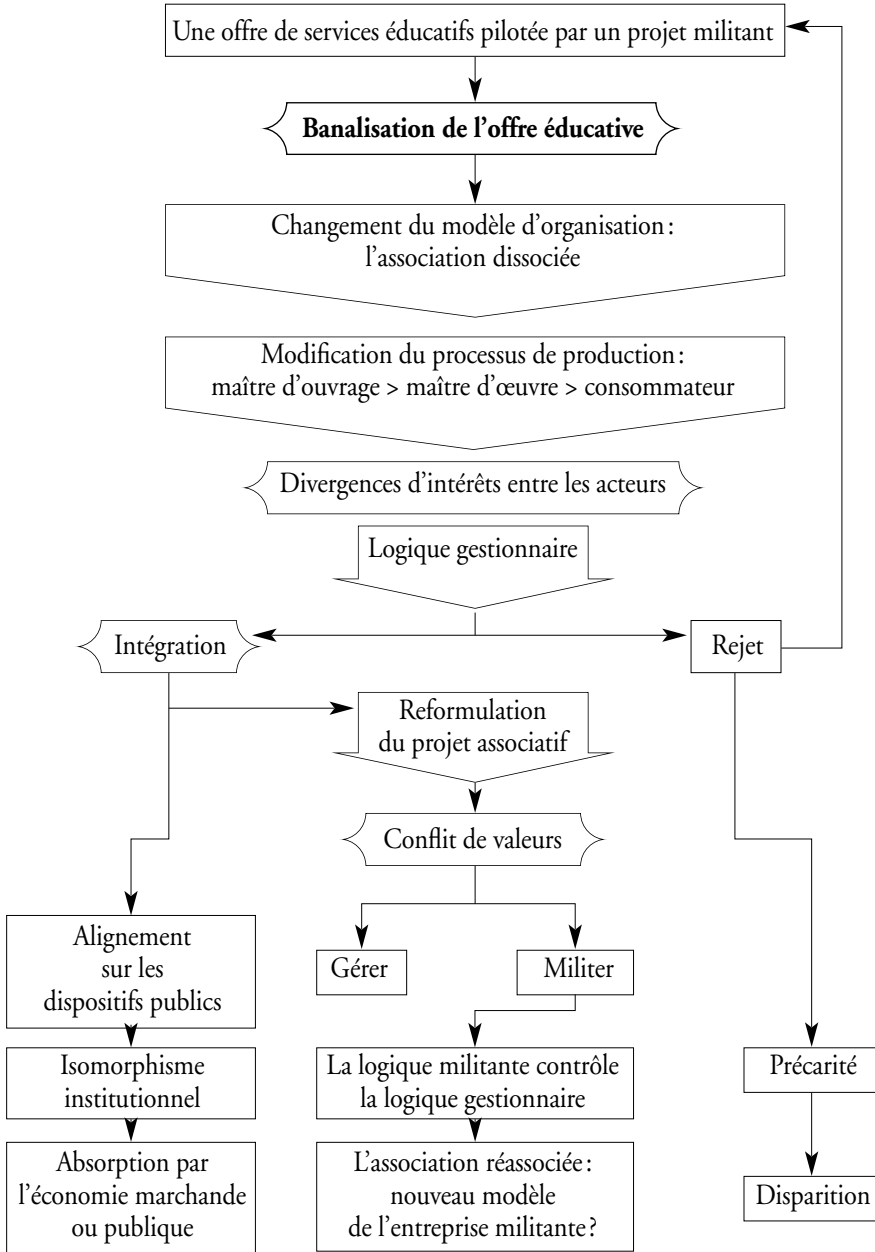 Une offre de services éducatifs pilotée par un projet militant
Banalisation de l'offre éducative
Changement du modèle d'organisation :
l'association dissociée
Modification du processus de production :
maître d'ouvrage > maître d'œuvre > consommateur
Divergences d'intérêts entre les acteurs
Logique gestionnaire
Intégration
Rejet
Reformulation
du projet associatif
Conflit de valeurs
Alignement
sur les
dispositifs publics
Gérer
Militer
Isomorphisme
institutionnel
La logique militante contrôle
la logique gestionnaire
Précarité
Absorption par
l'économie marchande
ou publique
L'association réassociée :
nouveau modèle
de l'entreprise militante ?
Disparition